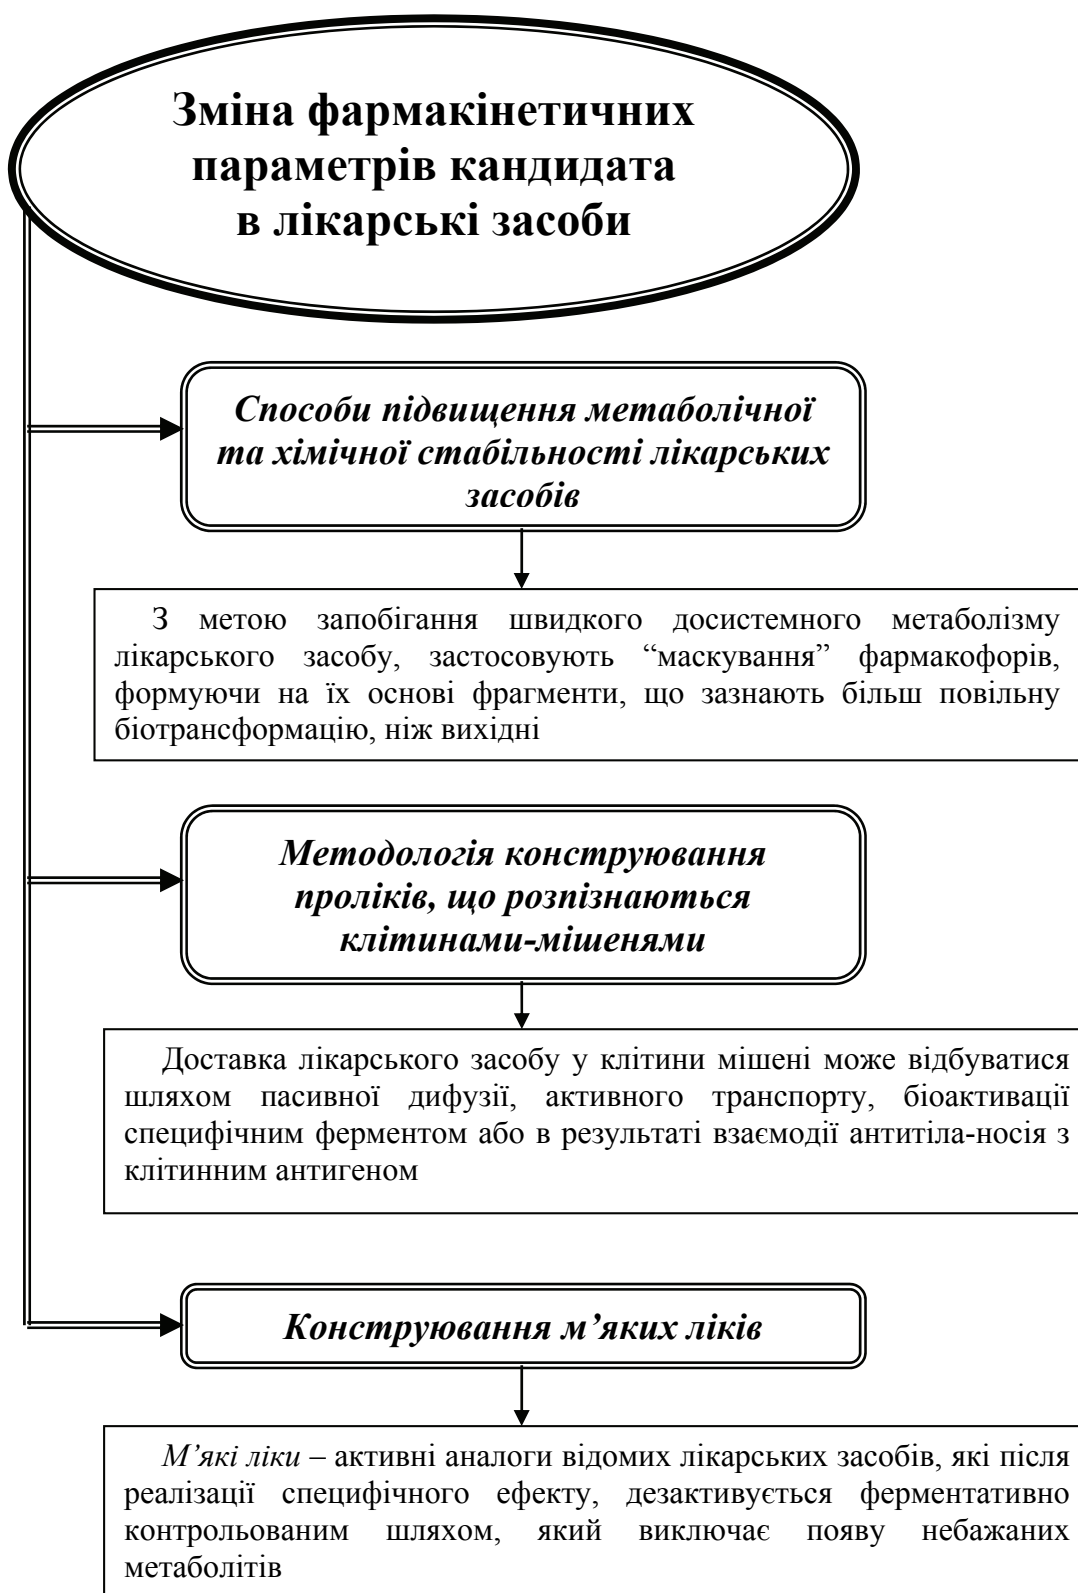 Зміна фармакінетичних
параметрів кандидата
в лікарські засоби
Способи підвищення метаболічної
та хімічної стабільності лікарських
засобів
З метою запобігання швидкого досистемного метаболізму
лікарського засобу, застосовують “маскування” фармакофорів,
формуючи на їх основі фрагменти, що зазнають більш повільну
біотрансформацію, ніж вихідні
Методологія конструювання
проліків, що розпізнаються
клітинами-мішенями
Доставка лікарського засобу у клітини мішені може відбуватися
шляхом пасивної дифузії, активного транспорту, біоактивації
специфічним ферментом або в результаті взаємодії антитіла-носія з
клітинним антигеном
Конструювання м’яких ліків
М’які ліки – активні аналоги відомих лікарських засобів, які після
реалізації специфічного ефекту, дезактивується ферментативно
контрольованим шляхом, який виключає появу небажаних
метаболітів